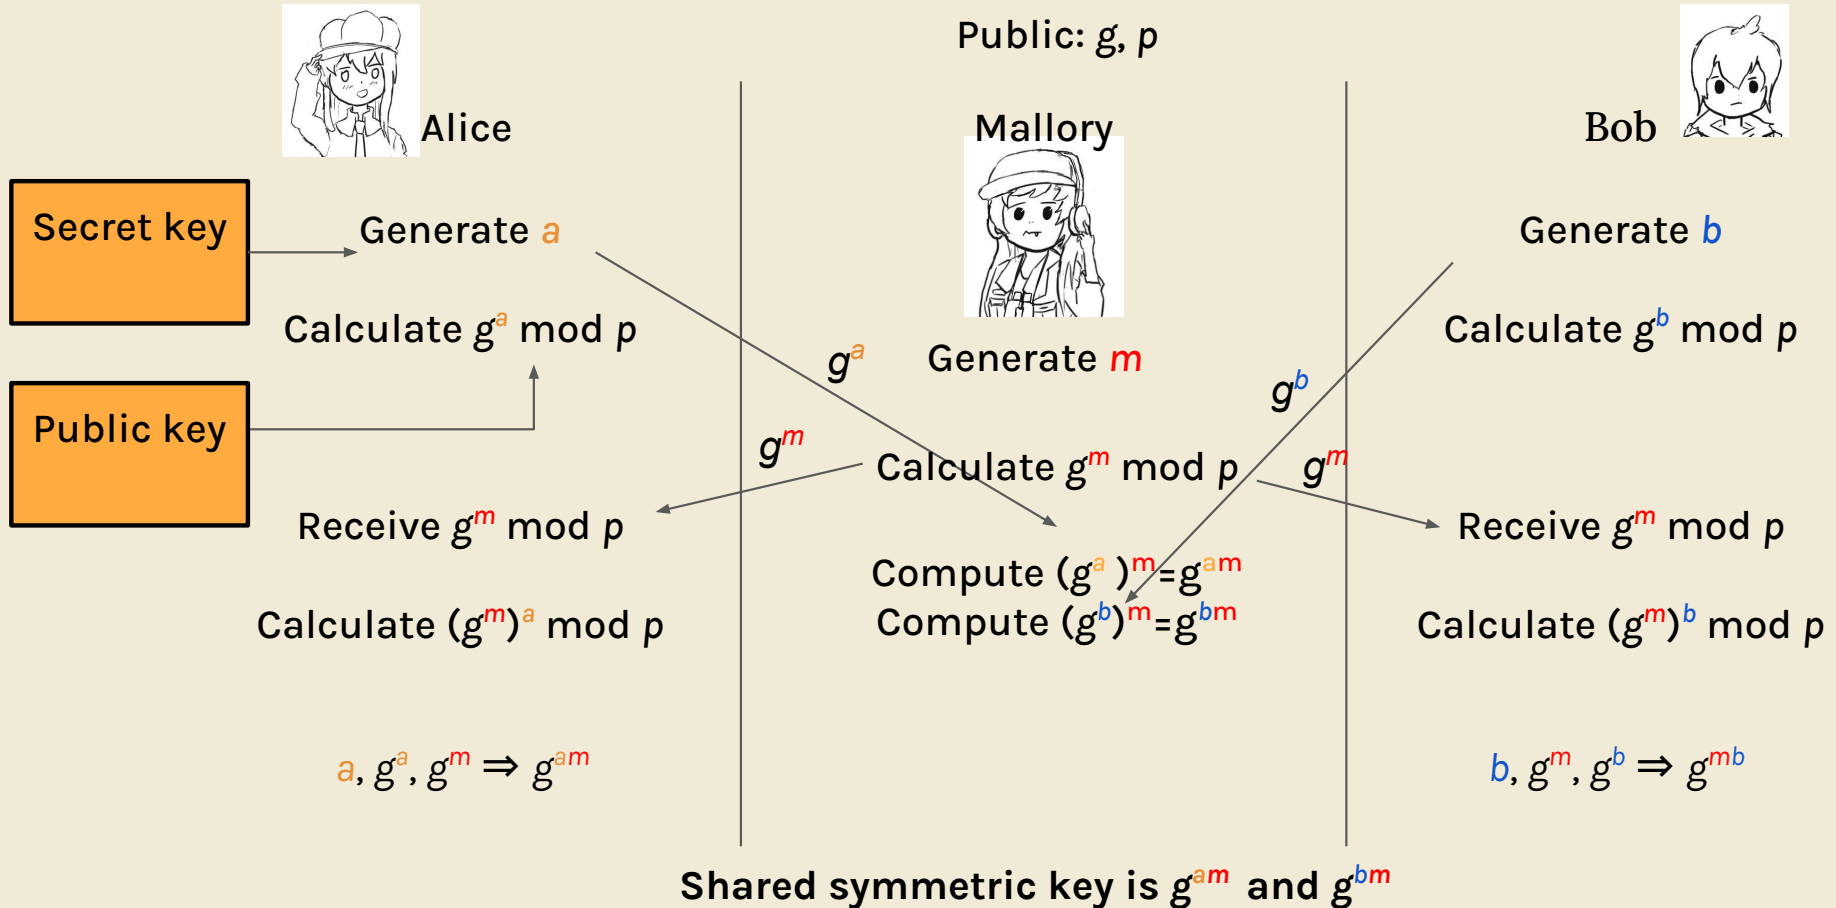 Public: g, p
Alice
Mallory
Bob
Secret key
Generate a
Generate b
Calculate gᵃ mod p
Calculate gᵇ mod p
gᵃ
Generate m
gᵇ
Public key
gᵐ
Calculate gᵐ mod p
gᵐ
Receive gᵐ mod p
Receive gᵐ mod p
Compute (gᵃ )ᵐ=gᵃᵐ
Compute (gᵇ)ᵐ=gᵇᵐ
Calculate (gᵐ)ᵃ mod p
Calculate (gᵐ)ᵇ mod p
a, gᵃ, gᵐ ⇒ gᵃᵐ
b, gᵐ, gᵇ ⇒ gᵐᵇ
Shared symmetric key is gᵃᵐ and gᵇᵐ